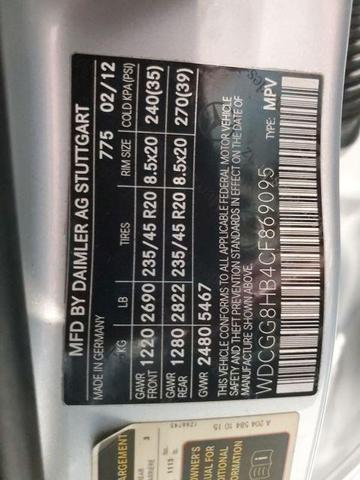 MFD BY DAIMLER AG STUTTGART 775 02/12
KG LB TIRES RIM SIZE COLD KPA (PSI)
GAWR FRONT 1220 2690 235/45 R20 8.5x20 240(35)
GAWR REAR 1280 2822 235/45 R20 8.5x20 270(39)
GVWR 2480 5467
THIS VEHICLE CONFORMS TO ALL APPLICABLE FEDERAL MOTOR VEHICLE
SAFETY, BUMPER, AND THEFT PREVENTION STANDARDS IN EFFECT ON THE DATE OF
MANUFACTURE SHOWN ABOVE.
WDCGG8HB4CF869095 TYPE: MPV
A 204 584 10 15
OWNER'S